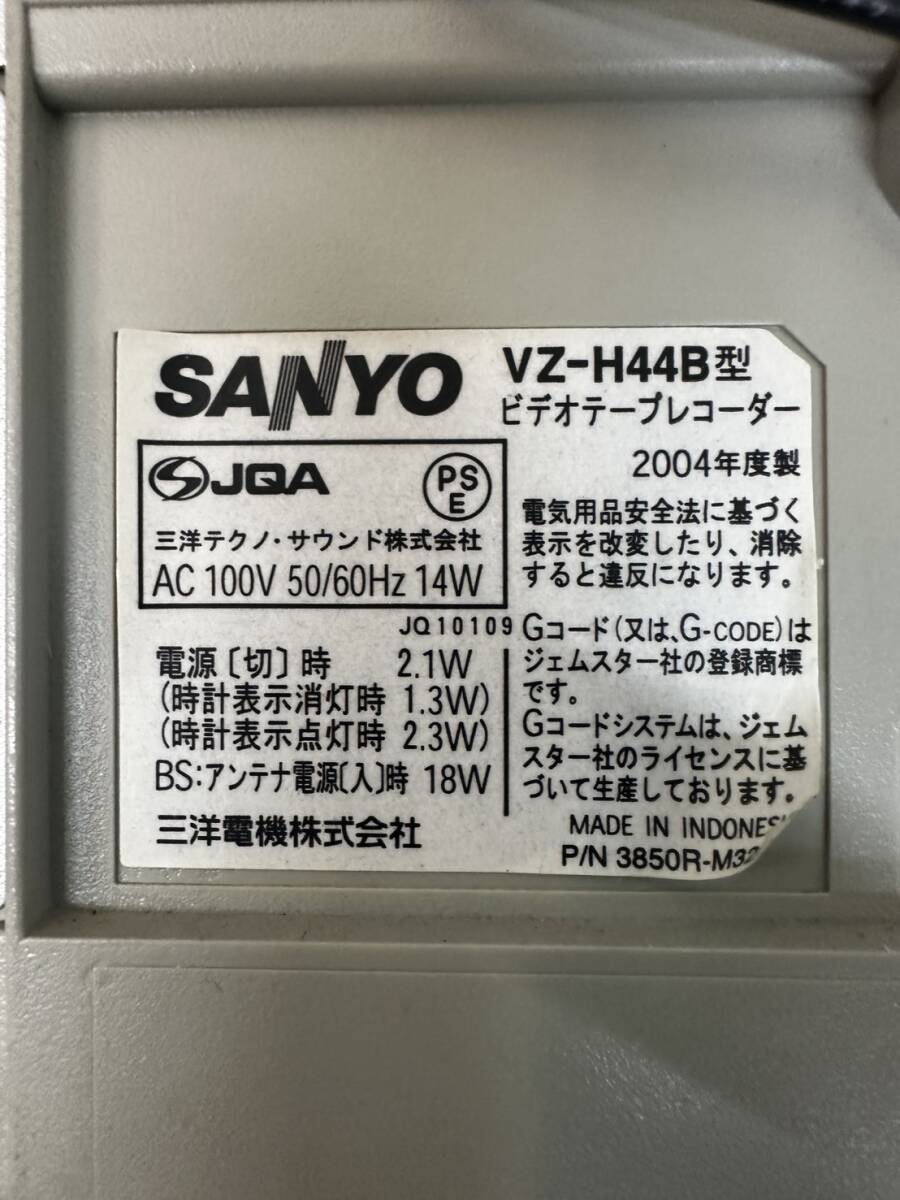 SANYO
VZ-H44B型
ビデオテープレコーダー
2004年度製
JQA
PS
E
三洋テクノ・サウンド株式会社
AC 100V 50/60Hz 14W
JQ10109
電源〔切〕時 2.1W
(時計表示消灯時 1.3W)
(時計表示点灯時 2.3W)
BS:アンテナ電源〔入〕時 18W
三洋電機株式会社
電気用品安全法に基づく
表示を改変したり、消除
すると違反になります。
Gコード(又は、G-CODE)は
ジェムスター社の登録商標
です。
Gコードシステムは、ジェム
スター社のライセンスに基
づいて生産しております。
MADE IN
P/N